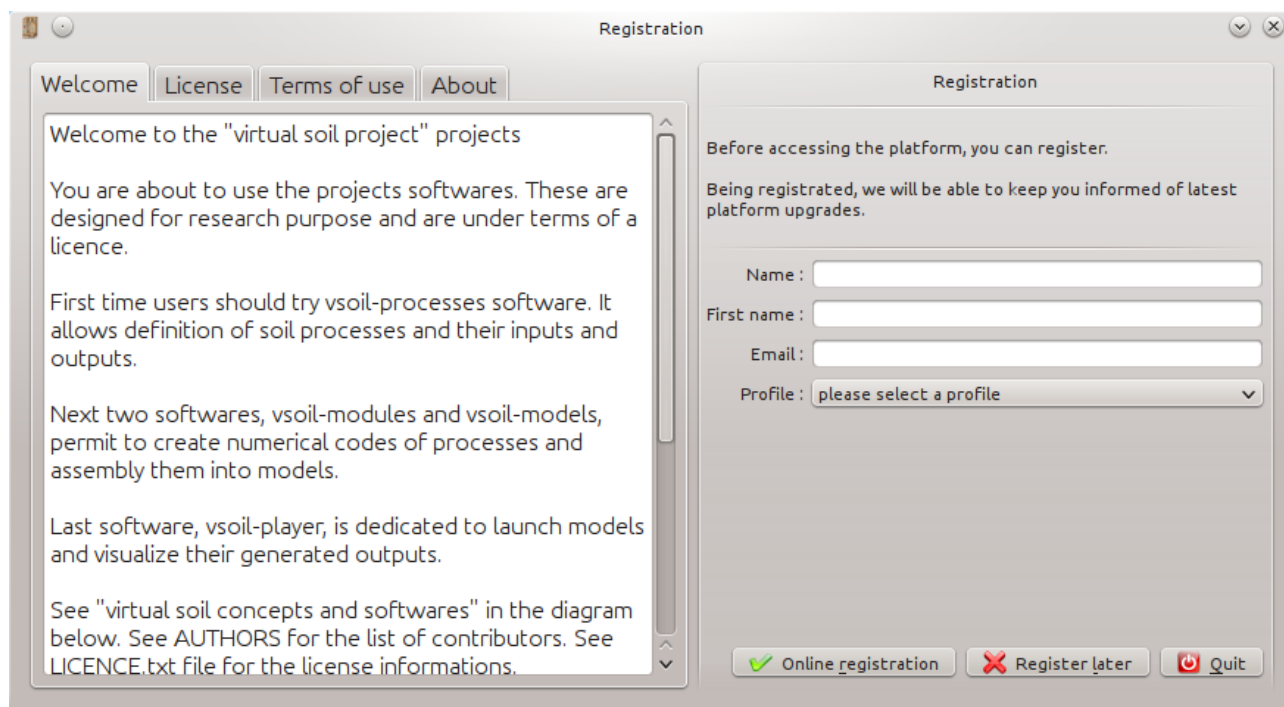 Registration
Welcome
License
Terms of use
About
Welcome to the "virtual soil project" projects
You are about to use the projects softwares. These are
designed for research purpose and are under terms of a
licence.
First time users should try vsoil-processes software. It
allows definition of soil processes and their inputs and
outputs.
Next two softwares, vsoil-modules and vsoil-models,
permit to create numerical codes of processes and
assembly them into models.
Last software, vsoil-player, is dedicated to launch models
and visualize their generated outputs.
See "virtual soil concepts and softwares" in the diagram
below. See AUTHORS for the list of contributors. See
LICENCE.txt file for the license informations.
Registration
Before accessing the platform, you can register.
Being registrated, we will be able to keep you informed of latest
platform upgrades.
Name :
First name :
Email :
Profile : please select a profile
Online registration
Register later
Quit